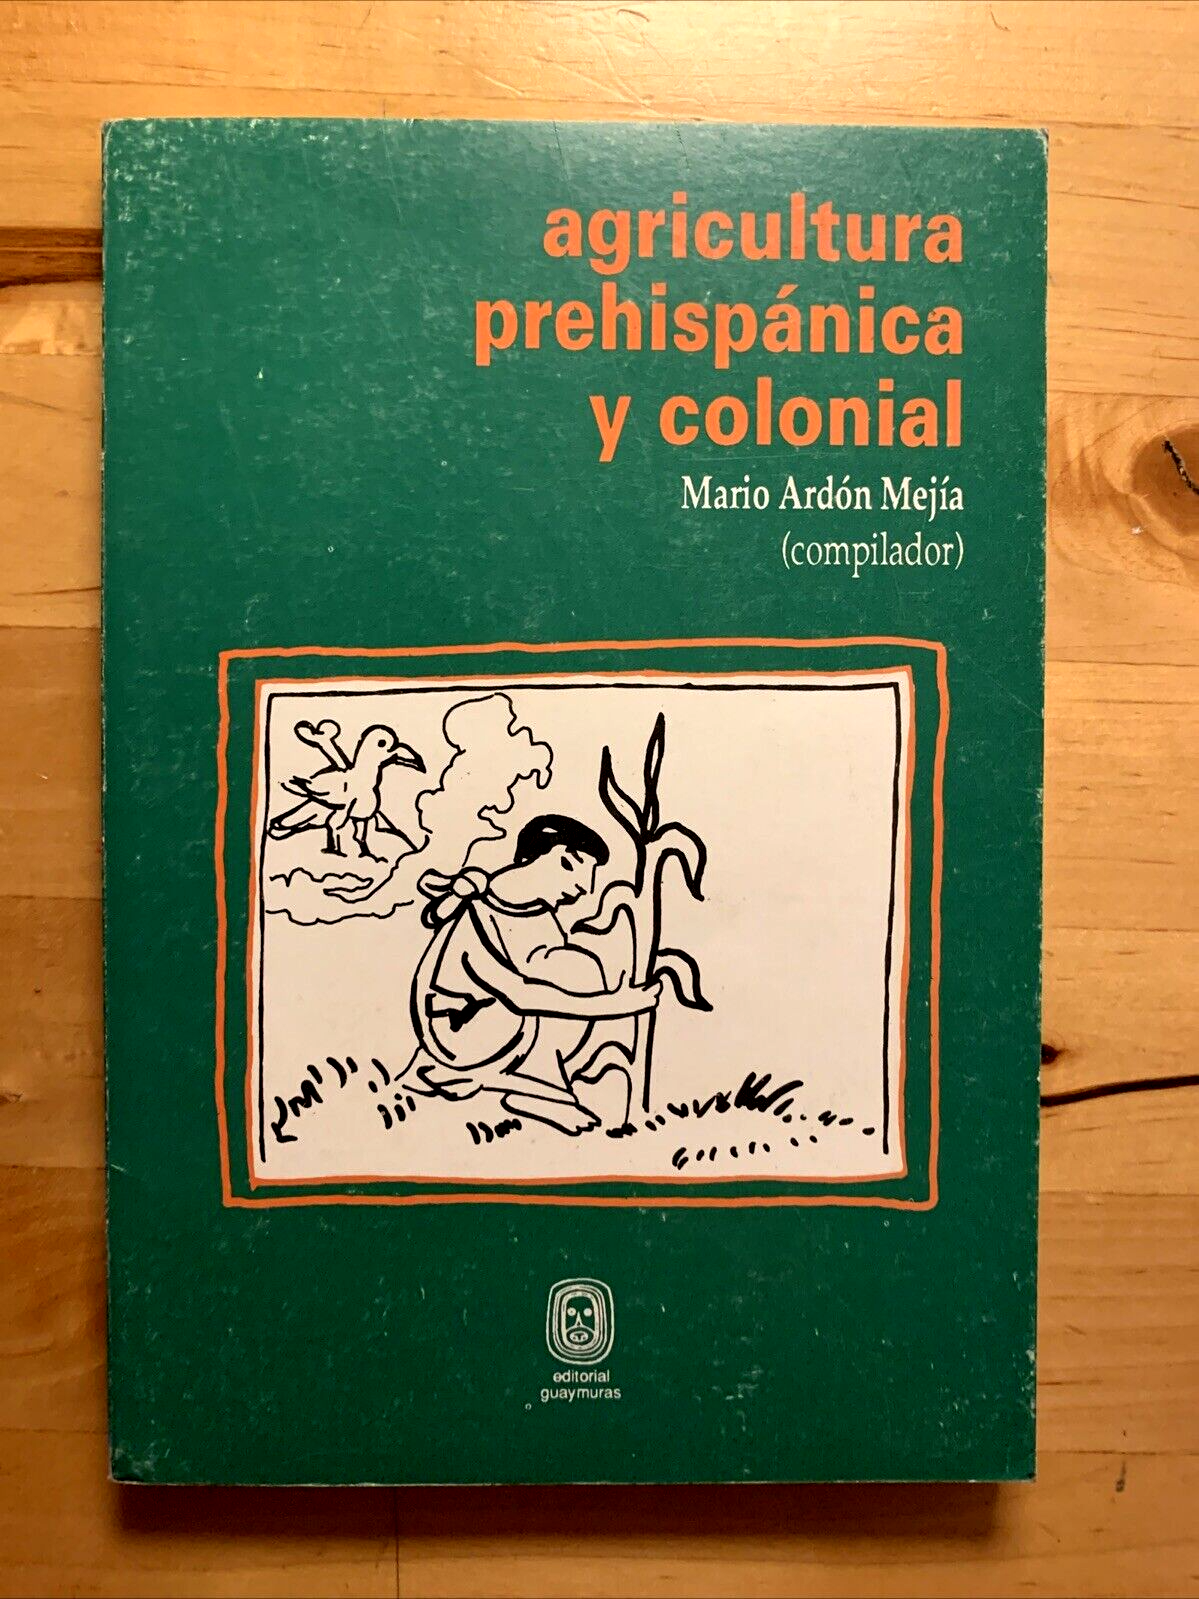 agricultura
prehispánica
y colonial
Mario Ardón Mejía
(compilador)
editorial
guaymuras